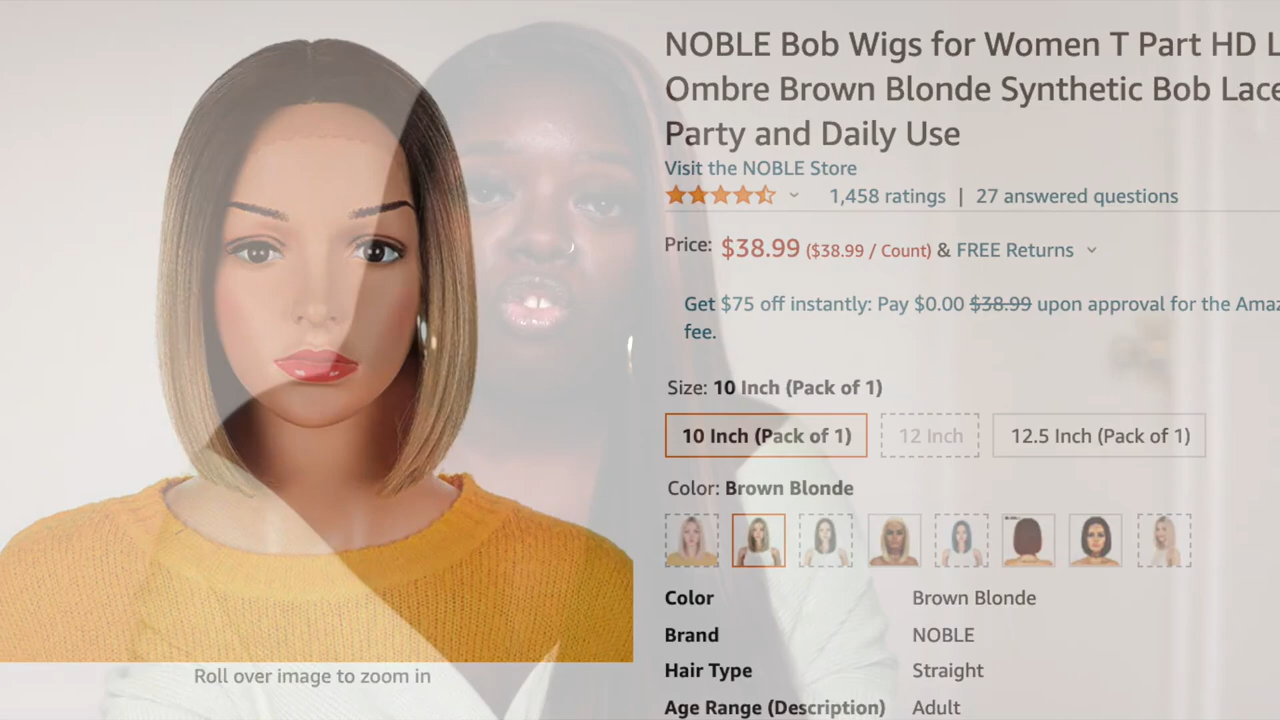 NOBLE Bob Wigs for Women T Part HD
Ombre Brown Blonde Synthetic Bob Lace
Party and Daily Use
Visit the NOBLE Store
1,458 ratings | 27 answered questions
Price: $38.99 ($38.99 / Count) & FREE Returns
Get $75 off instantly: Pay $0.00 $38.99 upon approval for the
fee.
Size: 10 Inch (Pack of 1)
10 Inch (Pack of 1) 12 Inch 12.5 Inch (Pack of 1)
Color: Brown Blonde
Color Brown Blonde
Brand NOBLE
Hair Type Straight
Roll over image to zoom in
Age Range (Description) Adult